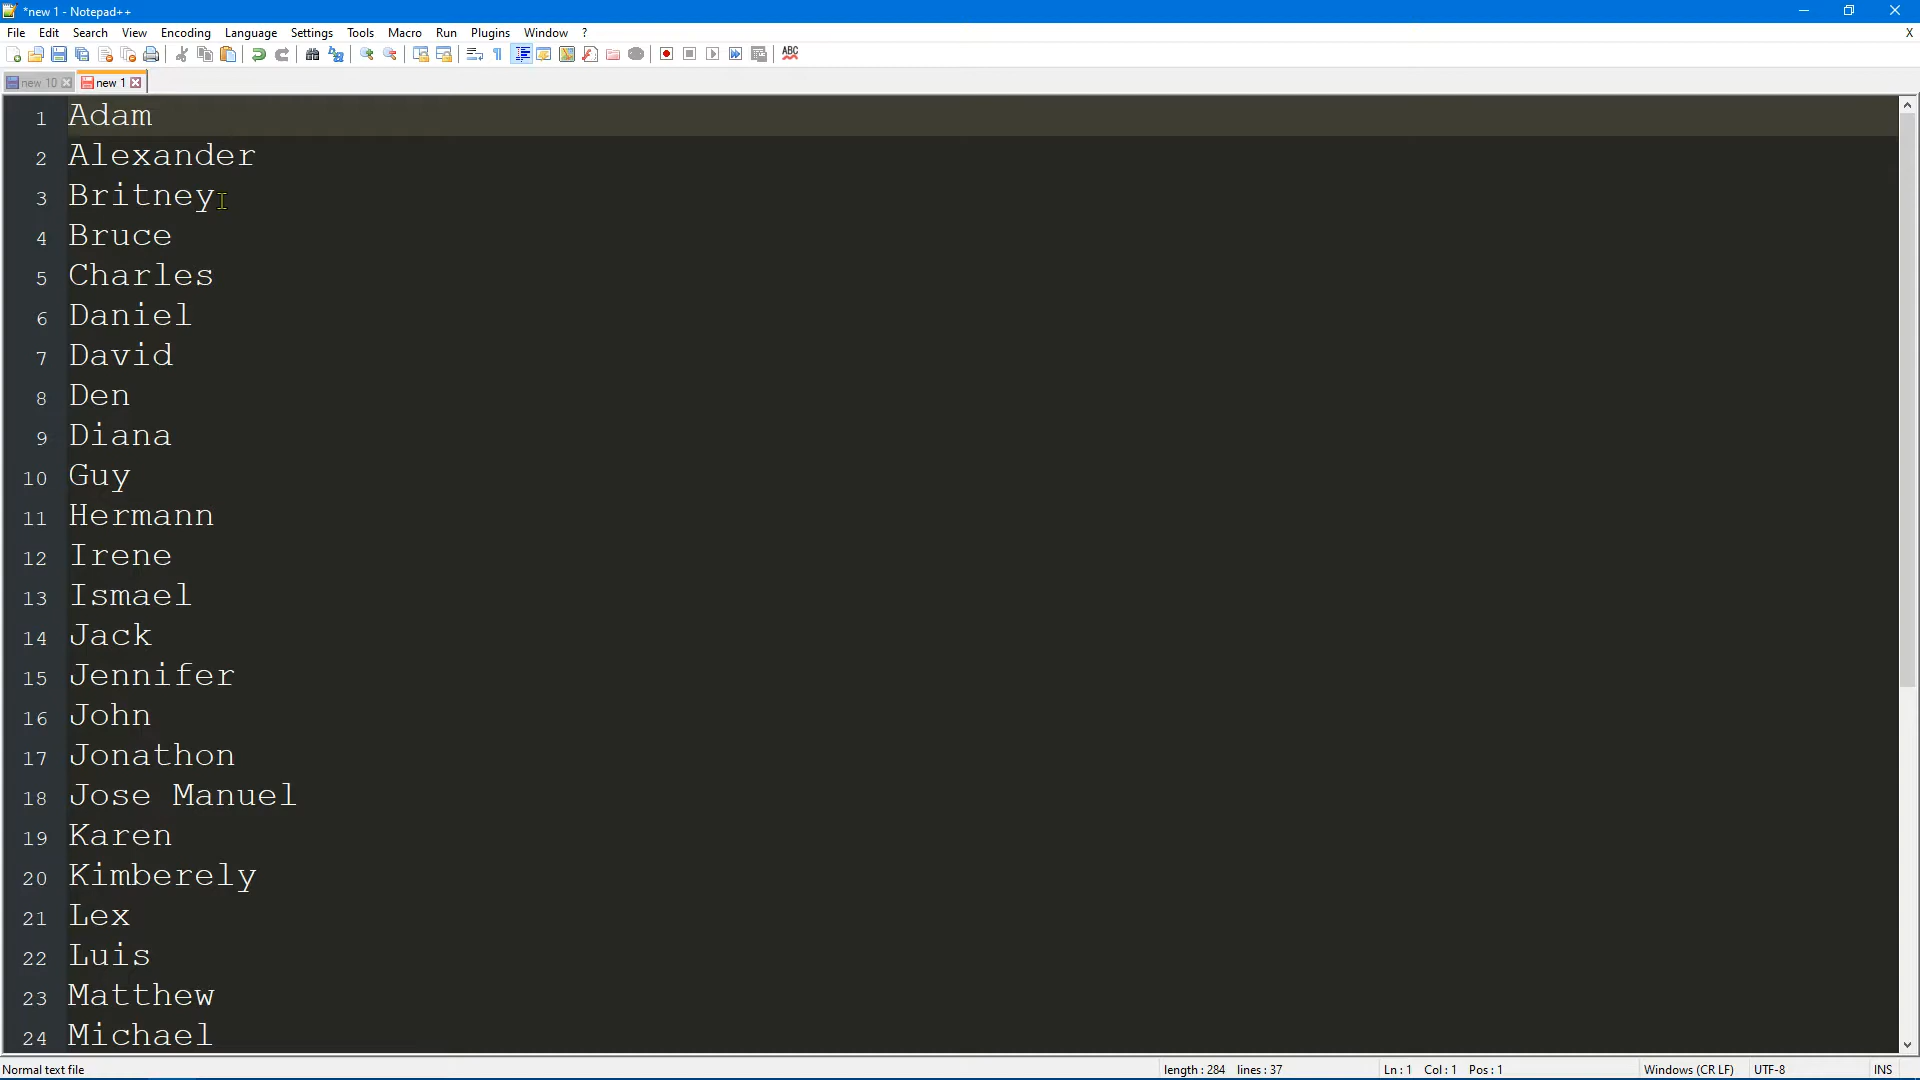 *new 1 - Notepad++
File Edit Search View Encoding Language Settings Tools Macro Run Plugins Window ? X
ABC
new 10 new 1
1 Adam
2 Alexander
3 Britney
4 Bruce
5 Charles
6 Daniel
7 David
8 Den
9 Diana
10 Guy
11 Hermann
12 Irene
13 Ismael
14 Jack
15 Jennifer
16 John
17 Jonathon
18 Jose Manuel
19 Karen
20 Kimberely
21 Lex
22 Luis
23 Matthew
24 Michael
Normal text file length : 284 lines : 37 Ln : 1 Col : 1 Pos : 1 Windows (CR LF) UTF-8 INS